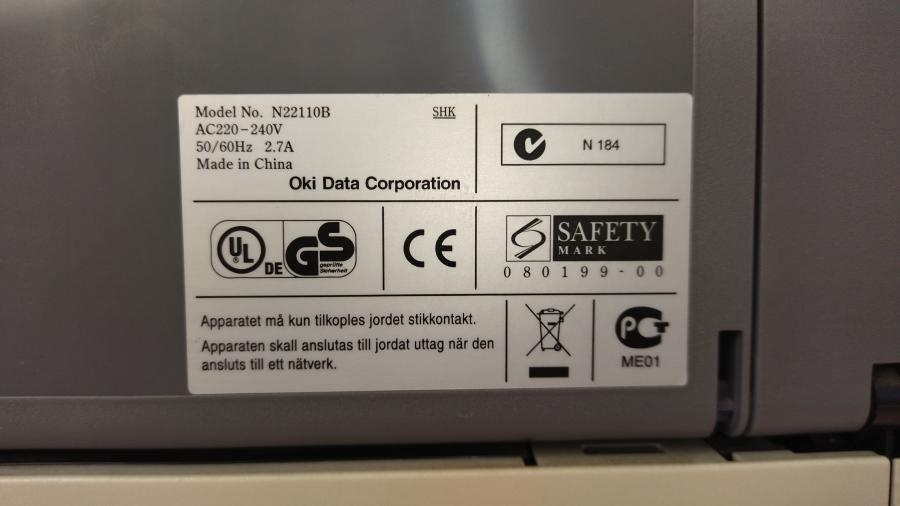 Model No. N22110B
SHK
AC220-240V
50/60Hz 2.7A
Made in China
Oki Data Corporation
N 184
UL
®
DE
GS
geprüfte
Sicherheit
CE
SAFETY
MARK
080199-00
Apparatet må kun tilkoples jordet stikkontakt.
Apparaten skall anslutas till jordat uttag när den
ansluts till ett nätverk.
PG
ME01